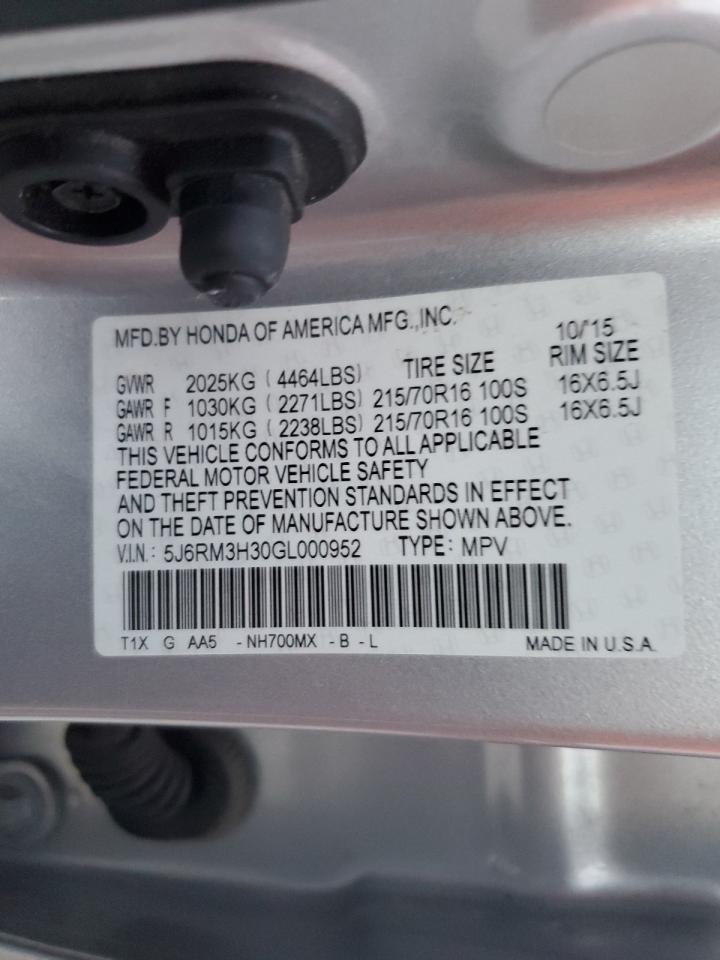 MFD.BY HONDA OF AMERICA MFG.,INC. 10/'15
TIRE SIZE RIM SIZE
GVWR 2025KG ( 4464LBS)
GAWR F 1030KG ( 2271LBS) 215/70R16 100S 16X6.5J
GAWR R 1015KG ( 2238LBS) 215/70R16 100S 16X6.5J
THIS VEHICLE CONFORMS TO ALL APPLICABLE
FEDERAL MOTOR VEHICLE SAFETY
AND THEFT PREVENTION STANDARDS IN EFFECT
ON THE DATE OF MANUFACTURE SHOWN ABOVE.
V.I.N.: 5J6RM3H30GL000952 TYPE: MPV
T1X G AA5 -NH700MX -B -L MADE IN U.S.A.